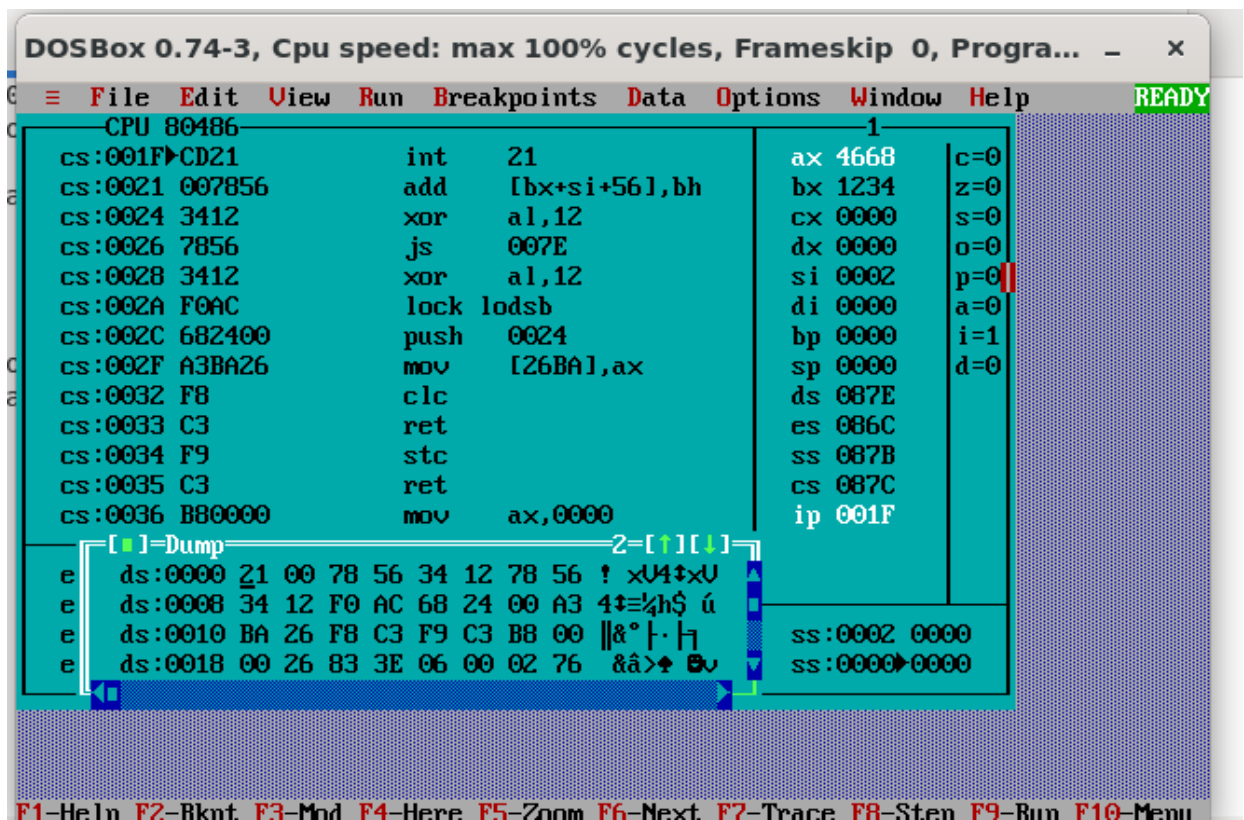 DOSBox 0.74-3, Cpu speed: max 100% cycles, Frameskip 0, Progra... – ×
≡ File Edit View Run Breakpoints Data Options Window Help READY
CPU 80486 1
cs:001F►CD21 int 21 ax 4668 c=0
cs:0021 007856 add [bx+si+56],bh bx 1234 z=0
cs:0024 3412 xor al,12 cx 0000 s=0
cs:0026 7856 js 007E dx 0000 o=0
cs:0028 3412 xor al,12 si 0002 p=0
cs:002A F0AC lock lodsb di 0000 a=0
cs:002C 682400 push 0024 bp 0000 i=1
cs:002F A3BA26 mov [26BA],ax sp 0000 d=0
cs:0032 F8 clc ds 087E
cs:0033 C3 ret es 086C
cs:0034 F9 stc ss 087B
cs:0035 C3 ret cs 087C
cs:0036 B80000 mov ax,0000 ip 001F
[■]=Dump 2=[↑][↓]
e ds:0000 21 00 78 56 34 12 78 56 ! xV4↕xV
e ds:0008 34 12 F0 AC 68 24 00 A3 4↕≡¼h$ ú
e ds:0010 BA 26 F8 C3 F9 C3 B8 00 ║&°├·├╕ ss:0002 0000
e ds:0018 00 26 83 3E 06 00 02 76 &â>♠ ☻v ss:0000►0000
F1-Help F2-Bkpt F3-Mod F4-Here F5-Zoom F6-Next F7-Trace F8-Step F9-Run F10-Menu